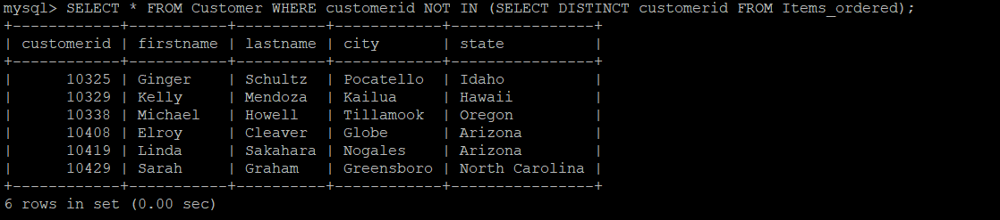 mysql> SELECT * FROM Customer WHERE customerid NOT IN (SELECT DISTINCT customerid FROM Items_ordered);
+------------+-----------+----------+------------+----------------+
| customerid | firstname | lastname | city       | state          |
+------------+-----------+----------+------------+----------------+
|      10325 | Ginger    | Schultz  | Pocatello  | Idaho          |
|      10329 | Kelly     | Mendoza  | Kailua     | Hawaii         |
|      10338 | Michael   | Howell   | Tillamook  | Oregon         |
|      10408 | Elroy     | Cleaver  | Globe      | Arizona        |
|      10419 | Linda     | Sakahara | Nogales    | Arizona        |
|      10429 | Sarah     | Graham   | Greensboro | North Carolina |
+------------+-----------+----------+------------+----------------+
6 rows in set (0.00 sec)